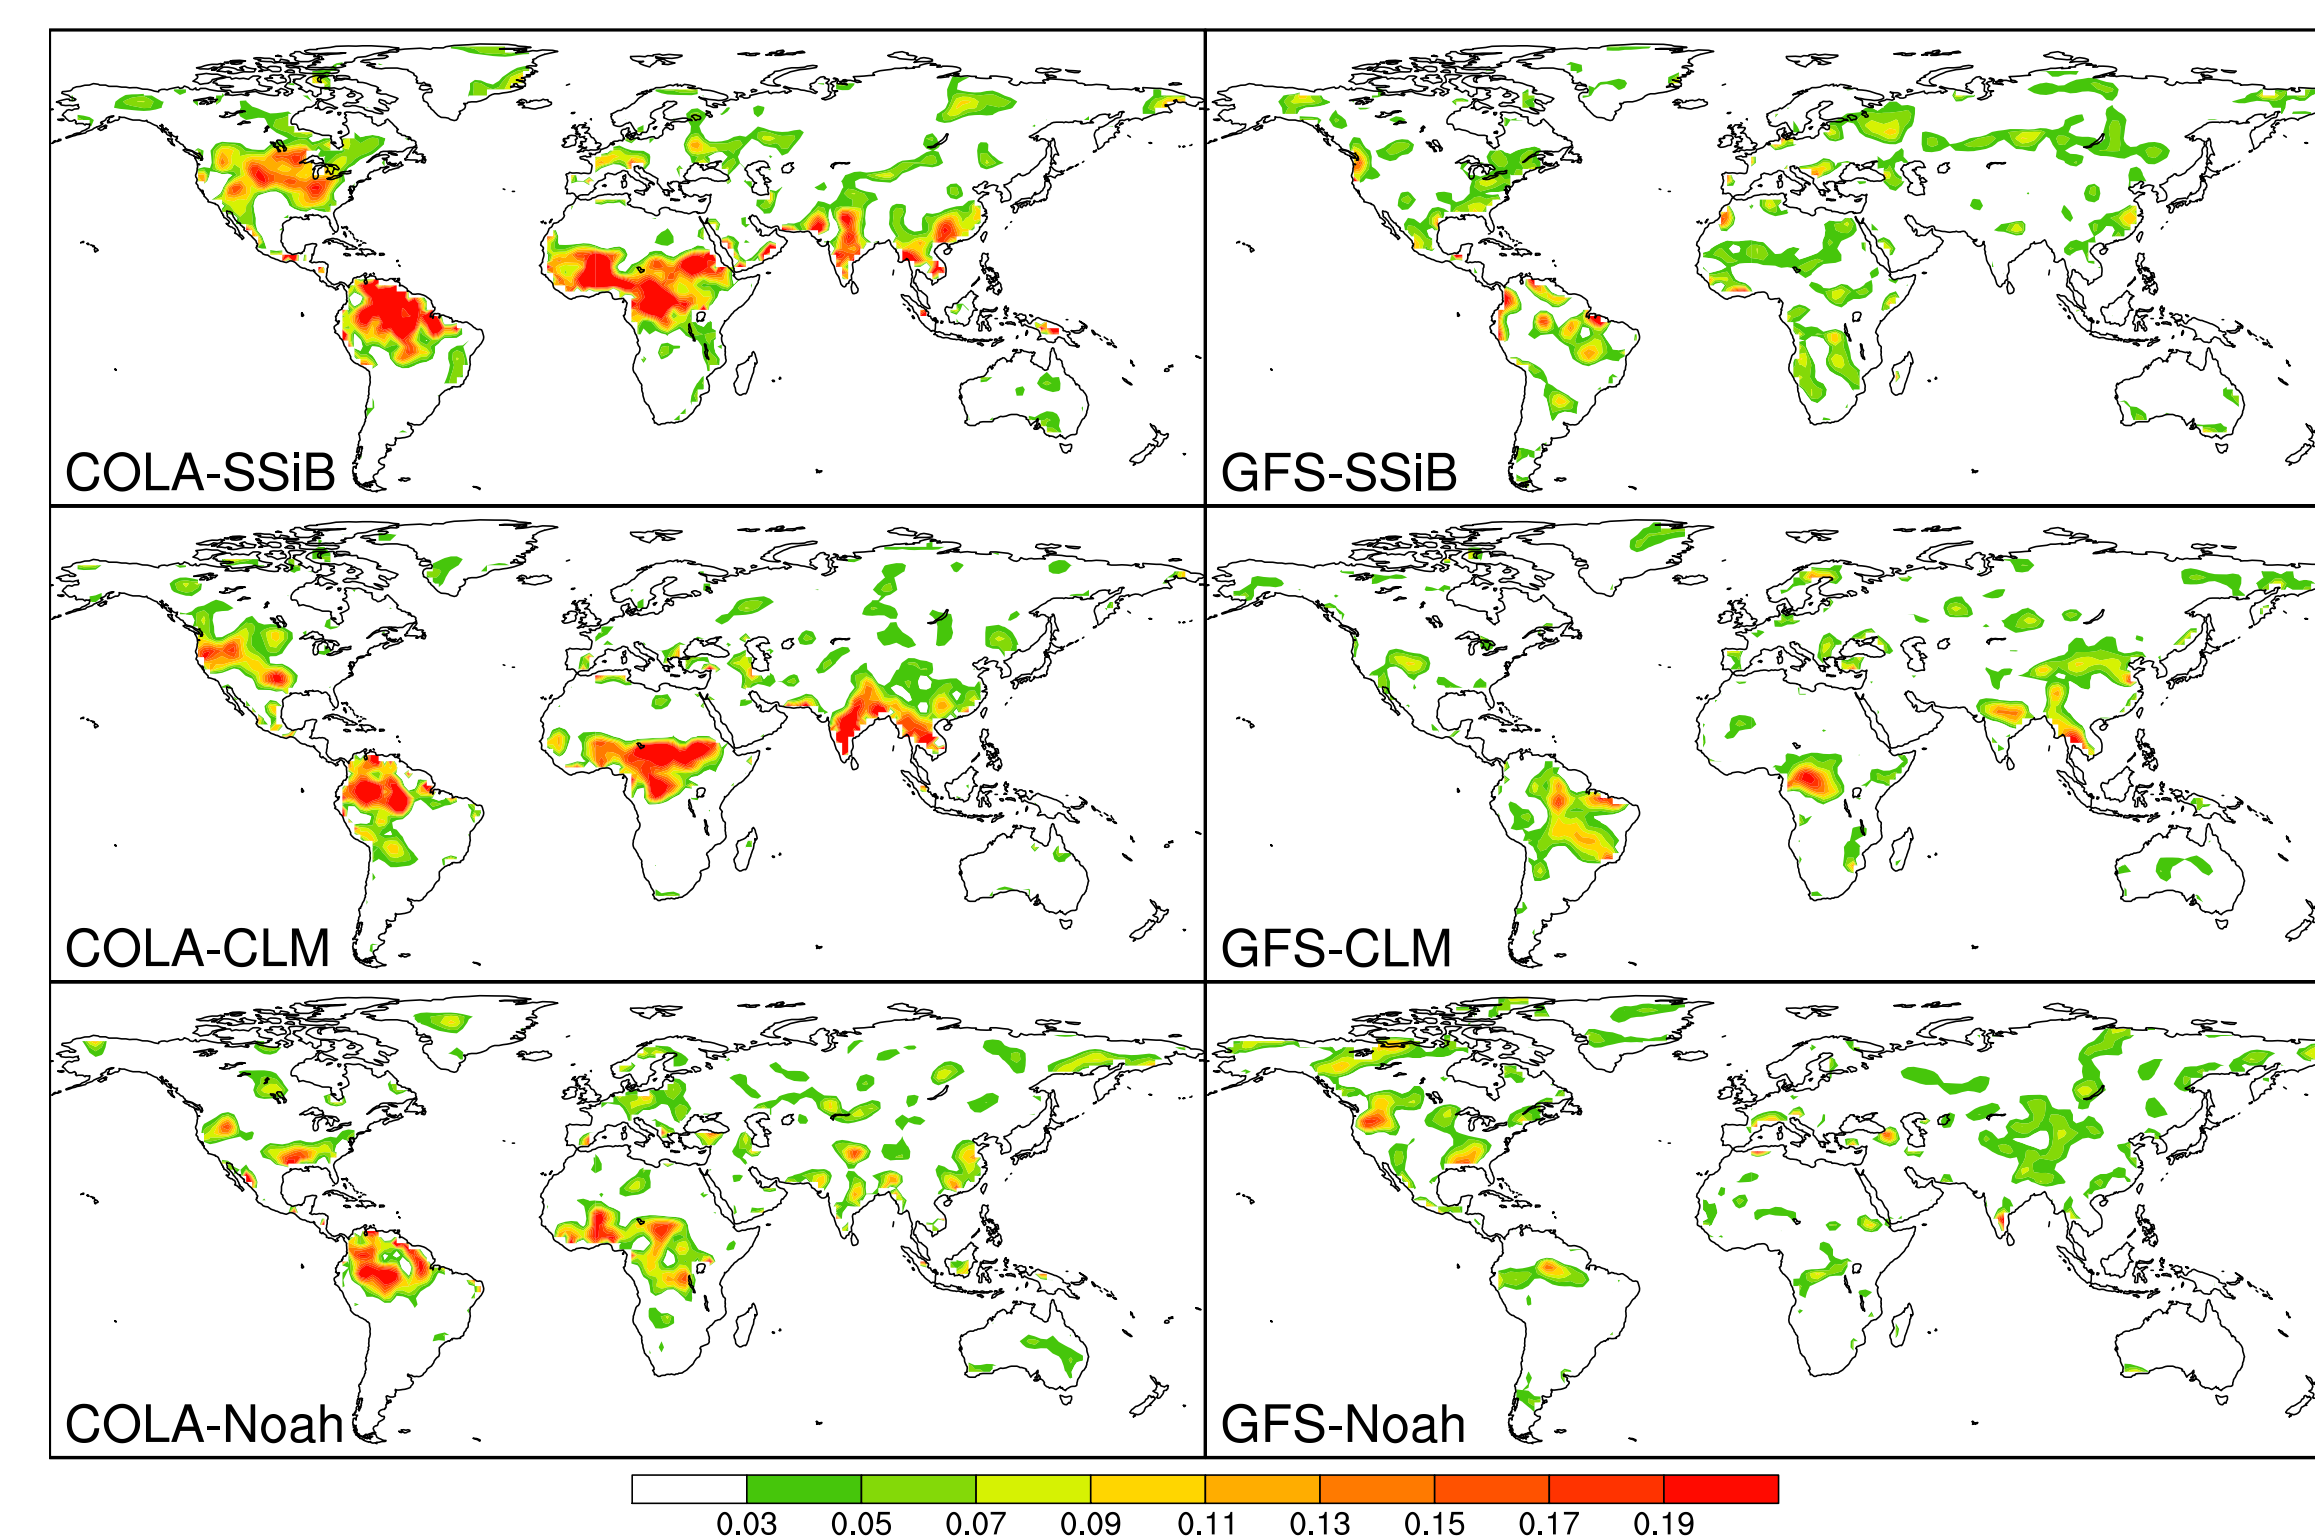 COLA-SSiB GFS-SSiB
COLA-CLM GFS-CLM
COLA-Noah GFS-Noah
0.03 0.05 0.07 0.09 0.11 0.13 0.15 0.17 0.19